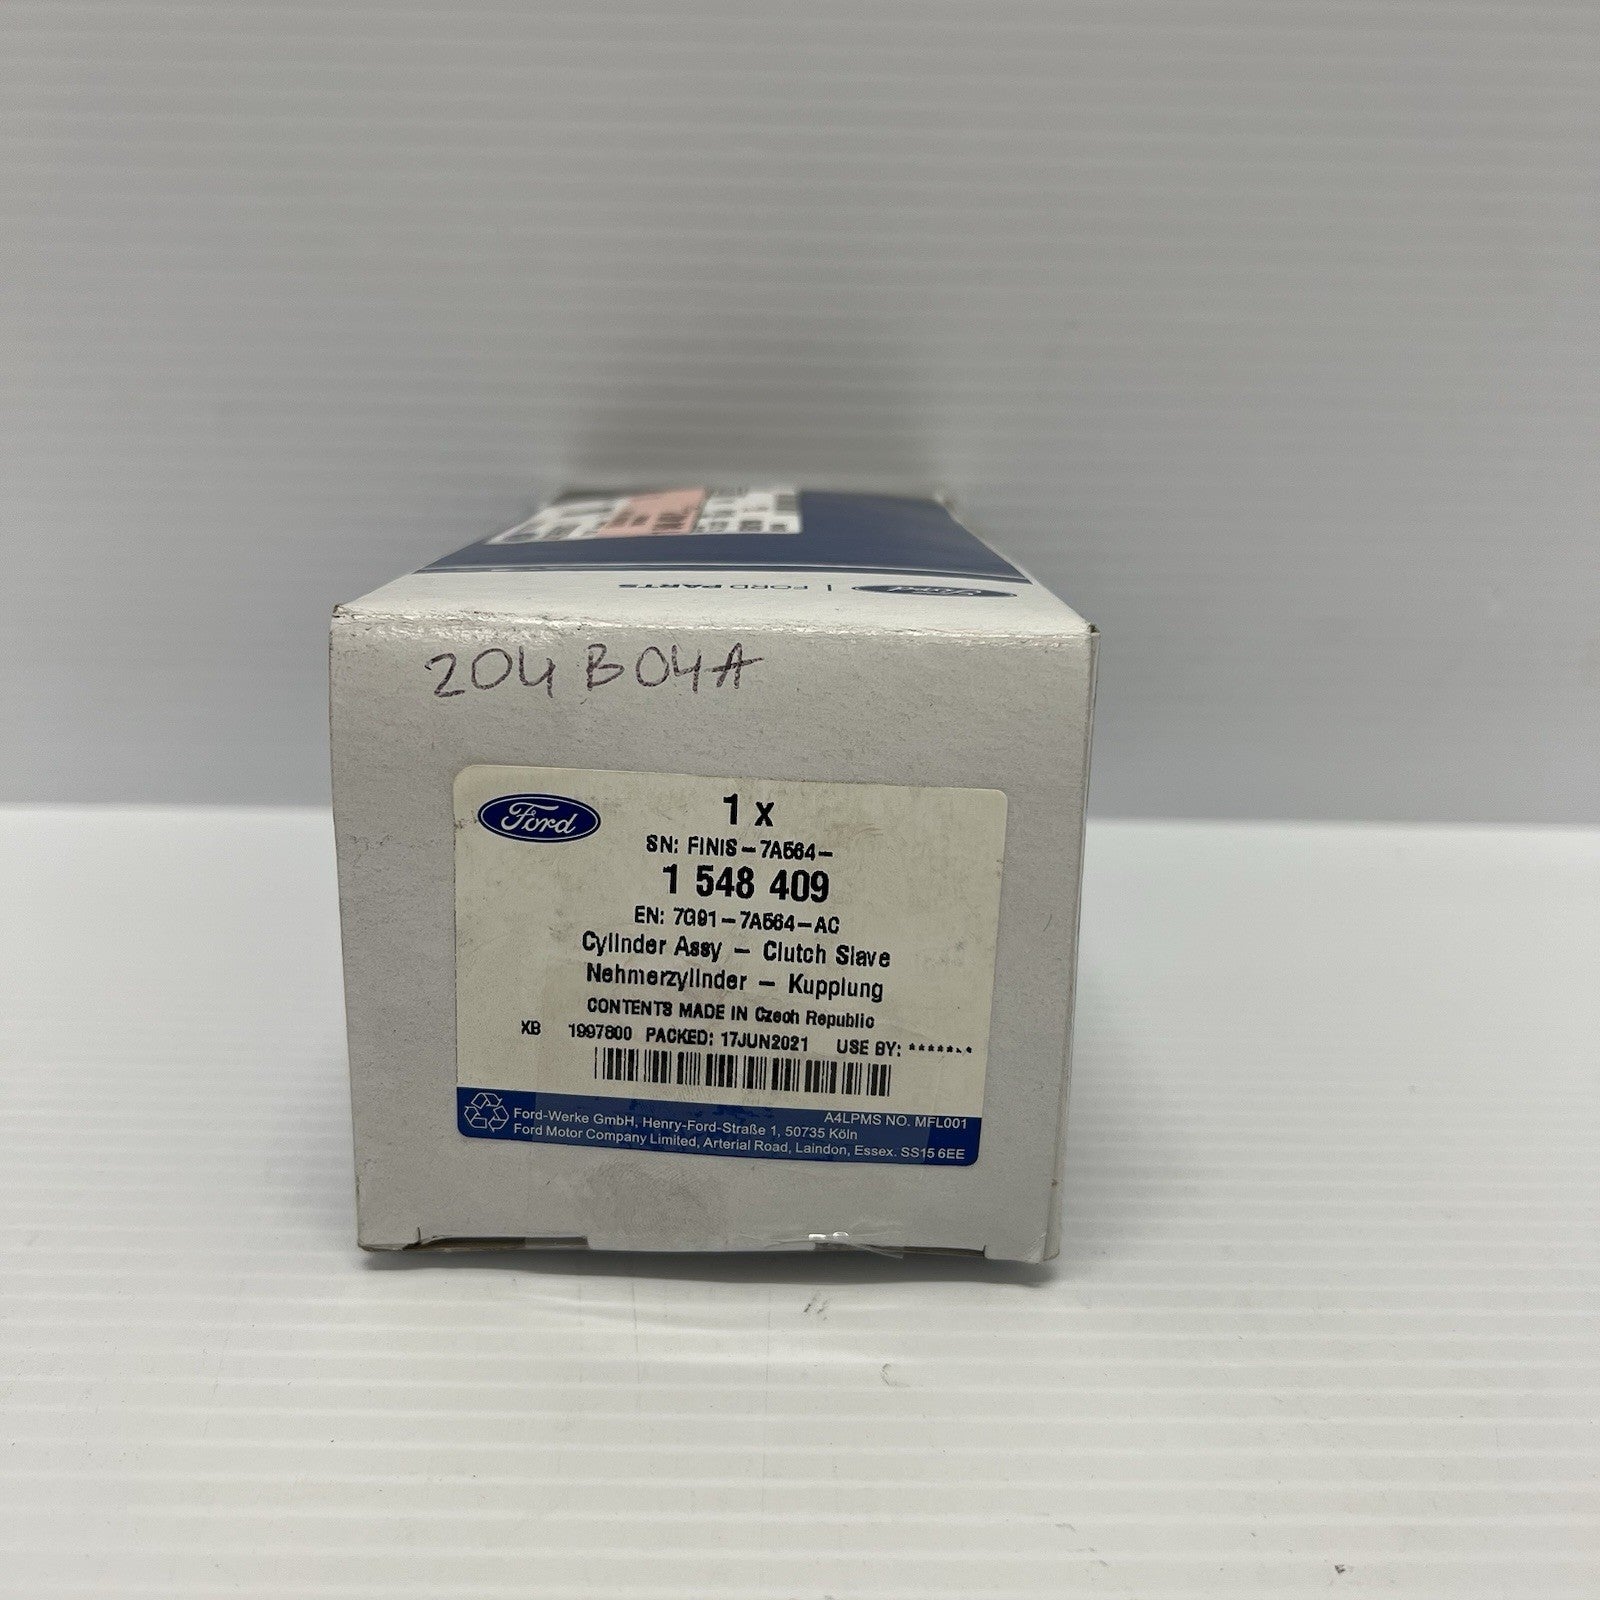 Ford | FORD PARTS
204 B04A
Ford
1 x
SN: FINIS-7A564-
1 548 409
EN: 7G91-7A564-AC
Cylinder Assy - Clutch Slave
Nehmerzylinder - Kupplung
CONTENTS MADE IN Czech Republic
XB 1997800 PACKED: 17JUN2021 USE BY: *******
A4LPMS NO. MFL001
Ford-Werke GmbH, Henry-Ford-Straße 1, 50735 Köln
Ford Motor Company Limited, Arterial Road, Laindon, Essex. SS15 6EE